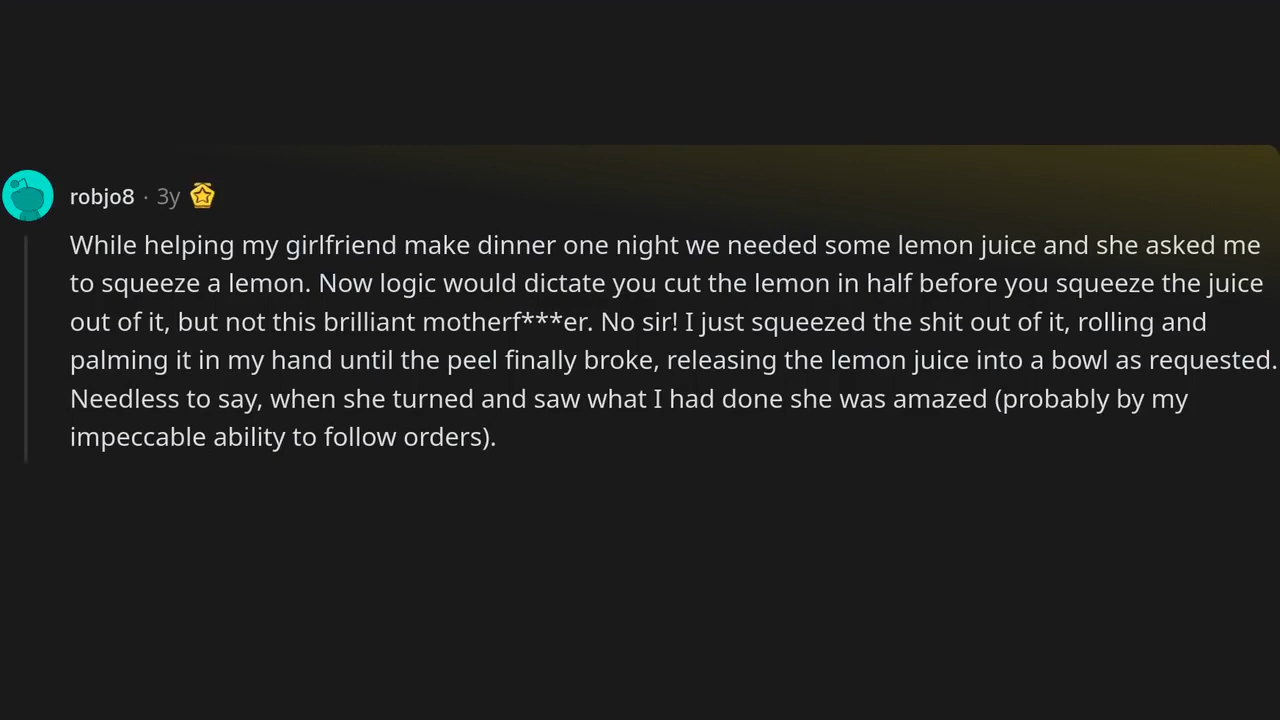 robjo8 · 3y
While helping my girlfriend make dinner one night we needed some lemon juice and she asked me
to squeeze a lemon. Now logic would dictate you cut the lemon in half before you squeeze the juice
out of it, but not this brilliant motherf***er. No sir! I just squeezed the shit out of it, rolling and
palming it in my hand until the peel finally broke, releasing the lemon juice into a bowl as requested.
Needless to say, when she turned and saw what I had done she was amazed (probably by my
impeccable ability to follow orders).